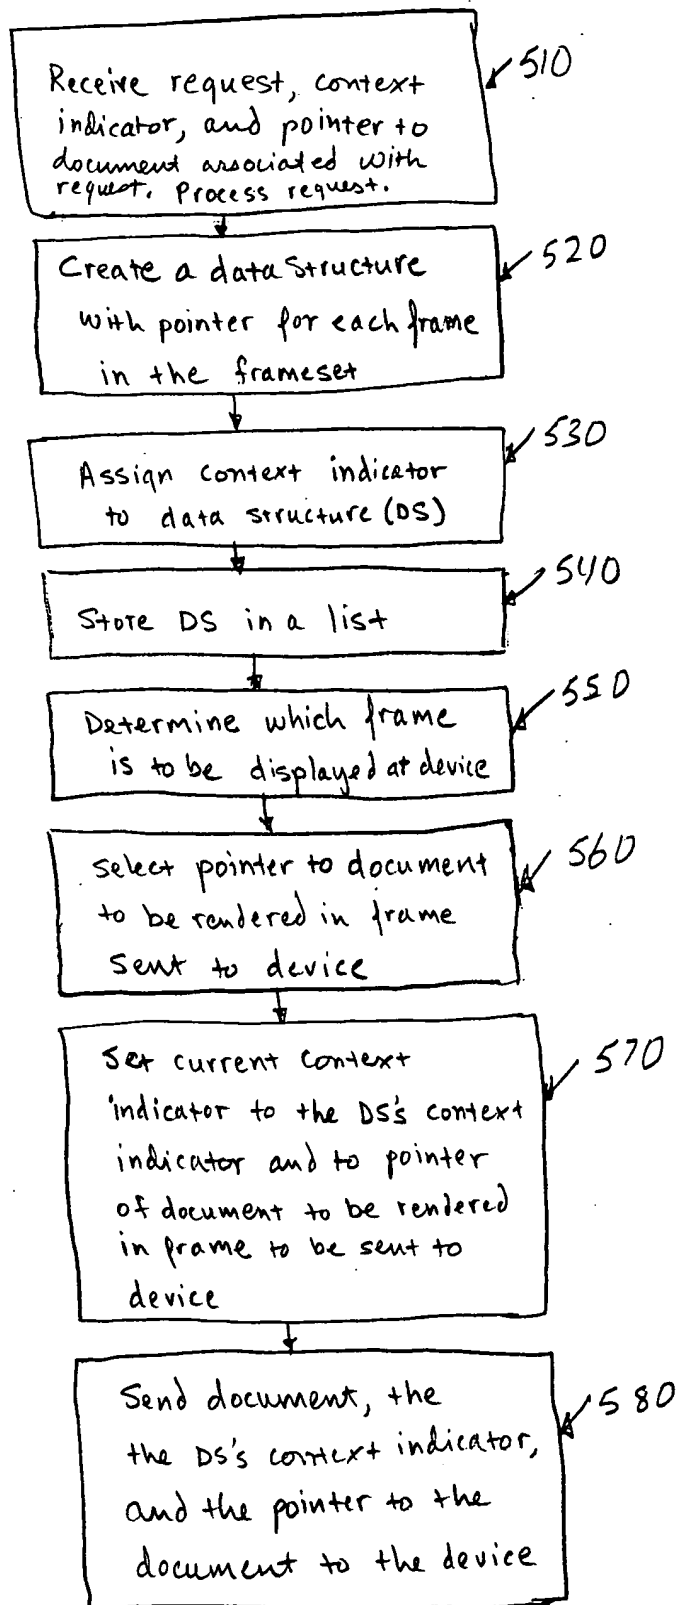 Receive request, context
indicator, and pointer to
document associated with
request. Process request.
510
Create a data structure
with pointer for each frame
in the frameset
520
Assign context indicator
to data structure (DS)
530
Store DS in a list
540
Determine which frame
is to be displayed at device
550
Select pointer to document
to be rendered in frame
sent to device
560
Set current context
indicator to the DS's context
indicator and to pointer
of document to be rendered
in frame to be sent to
device
570
Send document, the
the DS's context indicator,
and the pointer to the
document to the device
580